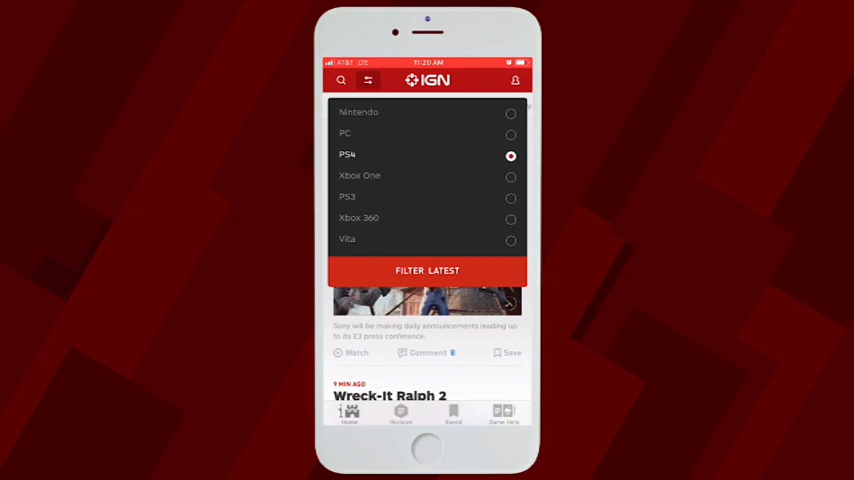 AT&T LTE 11:20 AM
IGN
Nintendo
PC
PS4
Xbox One
PS3
Xbox 360
Vita
FILTER LATEST
Sony will be making daily announcements leading up
to its E3 press conference.
Watch Comment 8 Save
9 MIN AGO
Wreck-It Ralph 2
Home Reviews Saved Game Help